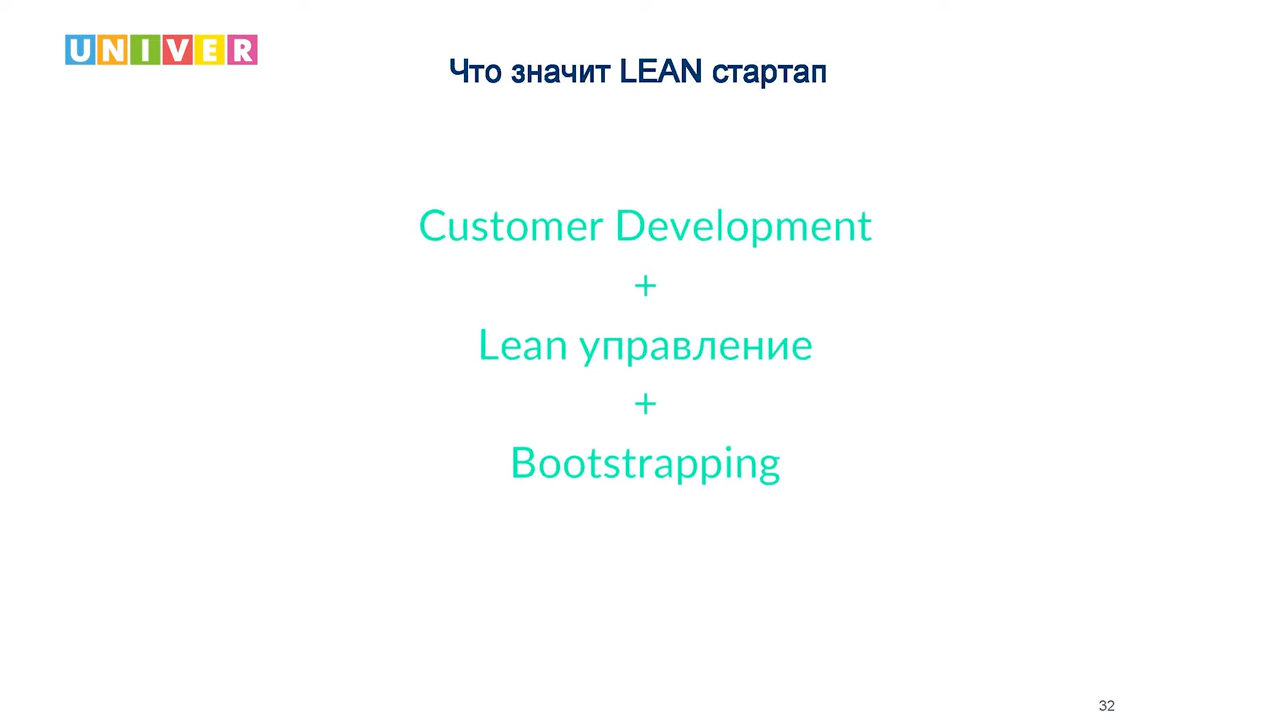 UNIVER
Что значит LEAN стартап
Customer Development
+
Lean управление
+
Bootstrapping
32